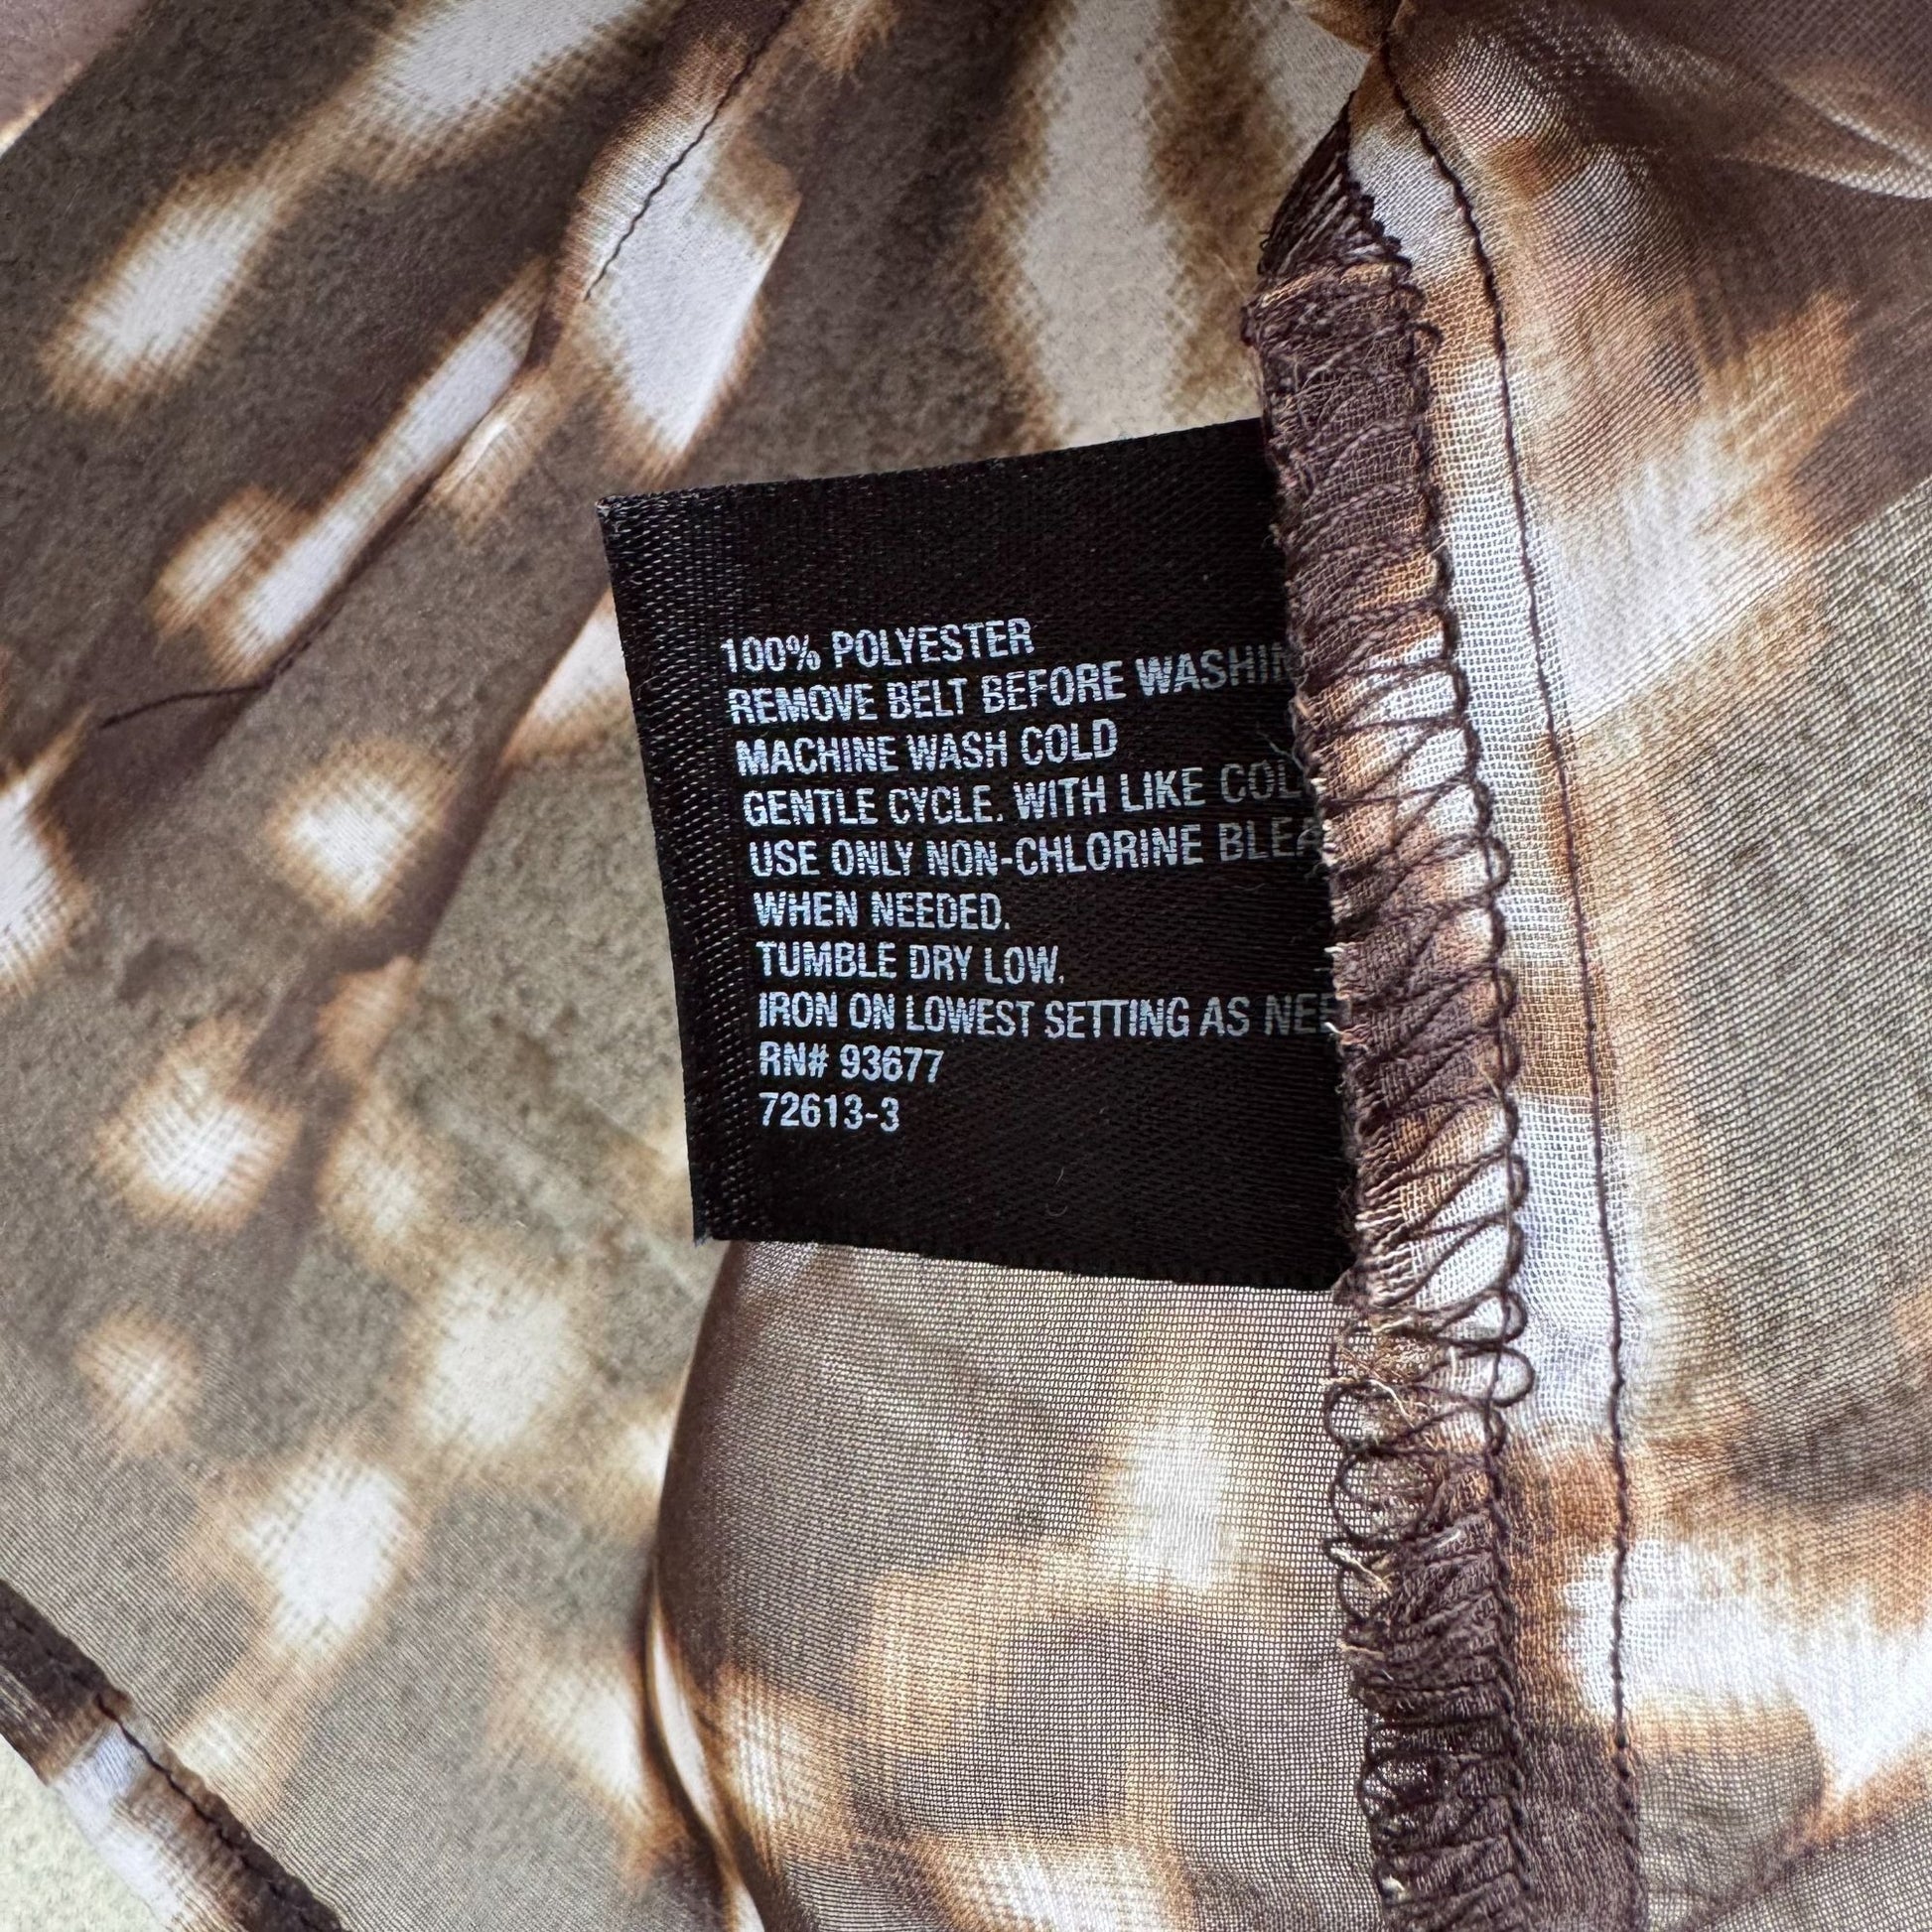 100% POLYESTER
REMOVE BELT BEFORE WASHIN
MACHINE WASH COLD
GENTLE CYCLE. WITH LIKE COL
USE ONLY NON-CHLORINE BLEA
WHEN NEEDED.
TUMBLE DRY LOW.
IRON ON LOWEST SETTING AS NEE
RN# 93677
72613-3